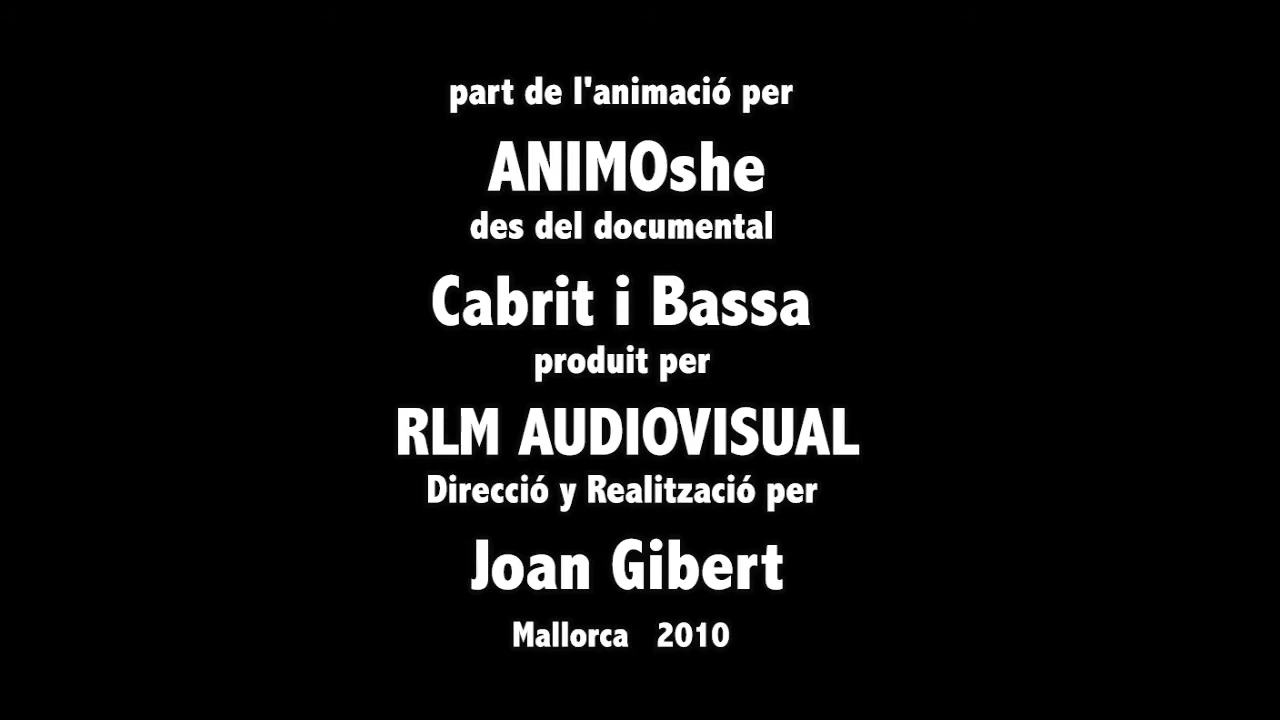 part de l'animació per
ANIMOshe
des del documental
Cabrit i Bassa
produit per
RLM AUDIOVISUAL
Direcció y Realització per
Joan Gibert
Mallorca 2010